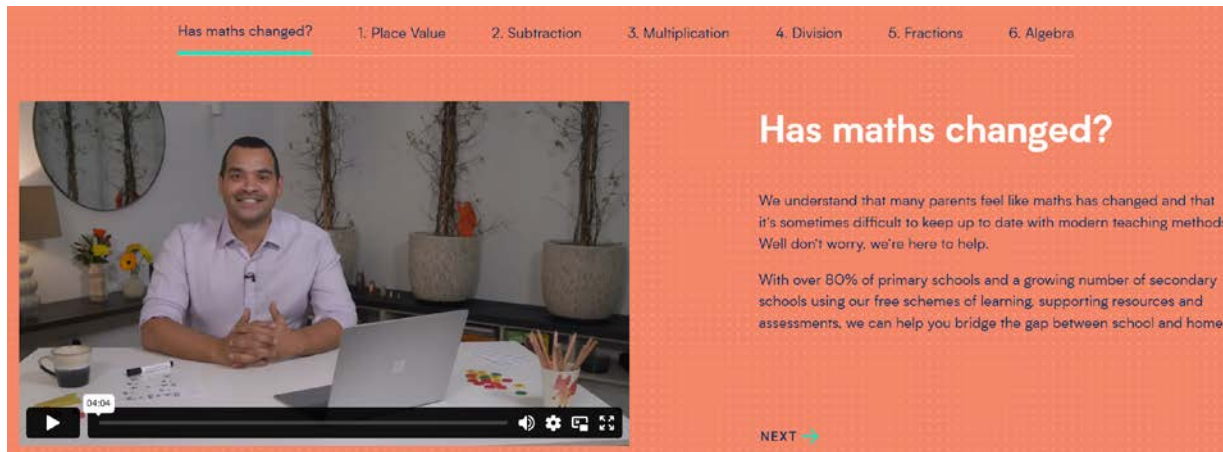 Has maths changed? 1. Place Value 2. Subtraction 3. Multiplication 4. Division 5. Fractions 6. Algebra
Has maths changed?
We understand that many parents feel like maths has changed and that
it's sometimes difficult to keep up to date with modern teaching methods
Well don't worry, we're here to help.
With over 80% of primary schools and a growing number of secondary
schools using our free schemes of learning, supporting resources and
assessments, we can help you bridge the gap between school and home
04:04
NEXT